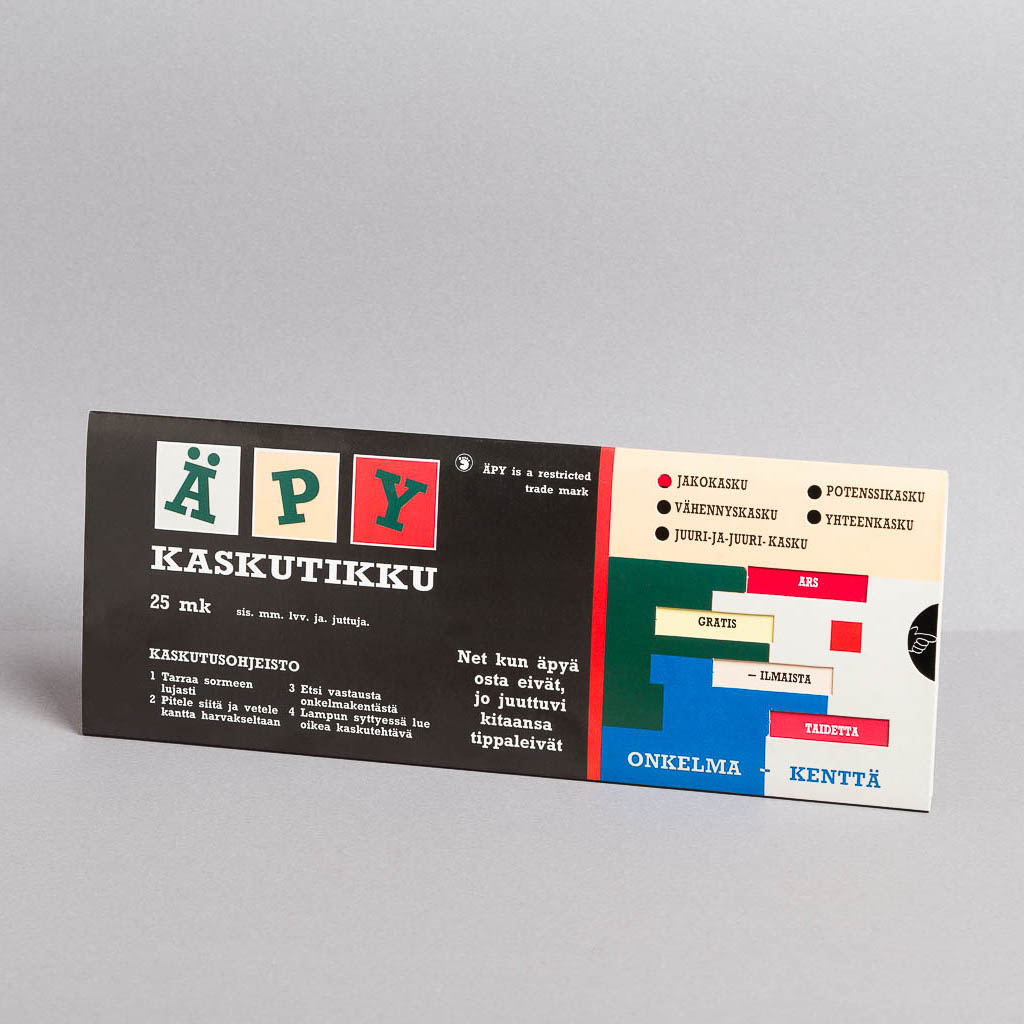 ÄPY
KASKUTIKKU
25 mk sis. mm. lvv. ja. juttuja.
ÄPY is a restricted
trade mark
KASKUTUSOHJEISTO
1 Tarraa sormeen
lujasti
2 Pitele siitä ja vetele
kantta harvakseltaan
3 Etsi vastausta
onkelmakentästä
4 Lampun syttyessä lue
oikea kaskutehtävä
Net kun äpyä
osta eivät,
jo juuttuvi
kitaansa
tippaleivät
JAKOKASKU
VÄHENNYSKASKU
JUURI-JA-JUURI-KASKU
POTENSSIKASKU
YHTEENKASKU
ARS
GRATIS
– ILMAISTA
TAIDETTA
ONKELMA - KENTTÄ